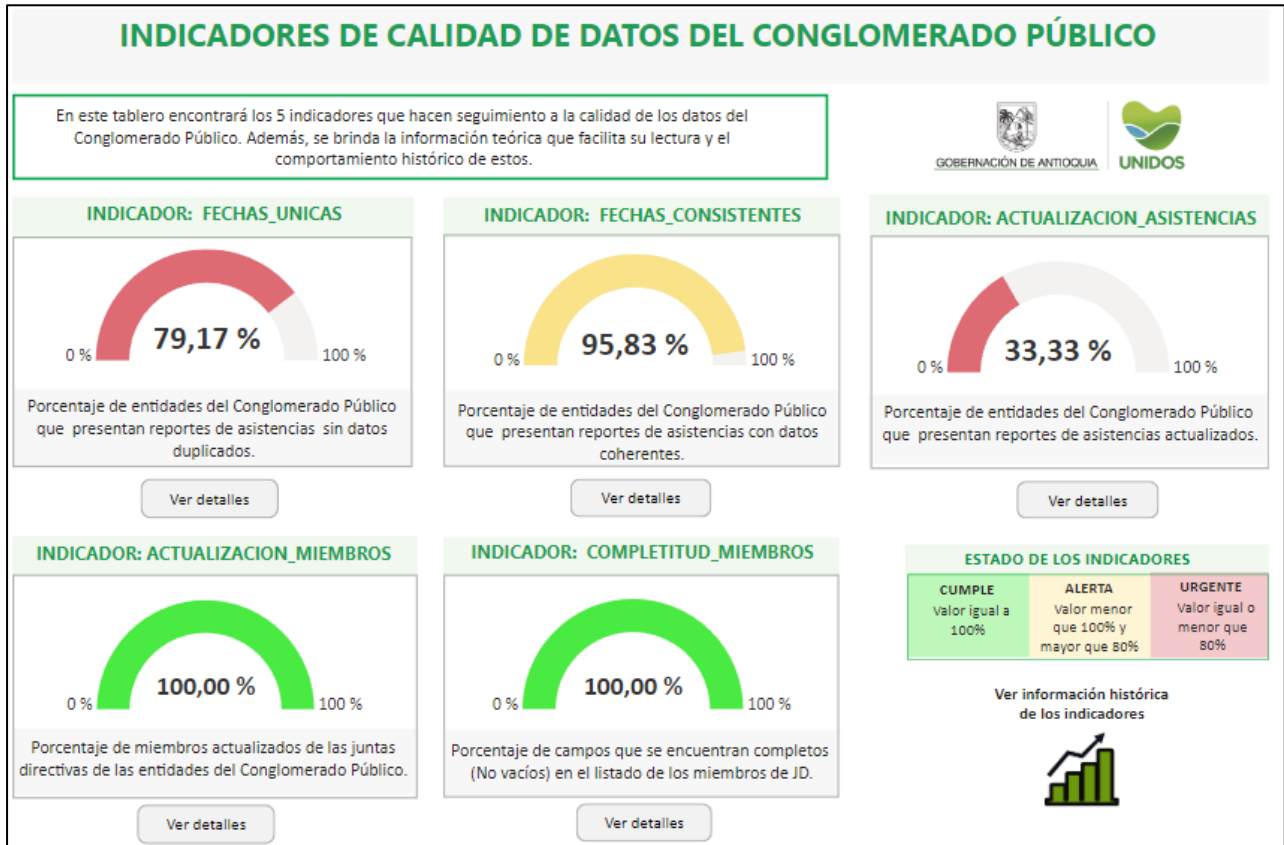 INDICADORES DE CALIDAD DE DATOS DEL CONGLOMERADO PÚBLICO
En este tablero encontrará los 5 indicadores que hacen seguimiento a la calidad de los datos del
Conglomerado Público. Además, se brinda la información teórica que facilita su lectura y el
comportamiento histórico de estos.
GOBERNACIÓN DE ANTIOQUIA
UNIDOS
INDICADOR: FECHAS_UNICAS
79,17 %
0 %
100 %
Porcentaje de entidades del Conglomerado Público
que presentan reportes de asistencias sin datos
duplicados.
Ver detalles
INDICADOR: FECHAS_CONSISTENTES
95,83 %
0 %
100 %
Porcentaje de entidades del Conglomerado Público
que presentan reportes de asistencias con datos
coherentes.
Ver detalles
INDICADOR: ACTUALIZACION_ASISTENCIAS
33,33 %
0 %
100 %
Porcentaje de entidades del Conglomerado Público
que presentan reportes de asistencias actualizados.
Ver detalles
INDICADOR: ACTUALIZACION_MIEMBROS
100,00 %
0 %
100 %
Porcentaje de miembros actualizados de las juntas
directivas de las entidades del Conglomerado Público.
Ver detalles
INDICADOR: COMPLETITUD_MIEMBROS
100,00 %
0 %
100 %
Porcentaje de campos que se encuentran completos
(No vacíos) en el listado de los miembros de JD.
Ver detalles
ESTADO DE LOS INDICADORES
CUMPLE
Valor igual a
100%
ALERTA
Valor menor
que 100% y
mayor que 80%
URGENTE
Valor igual o
menor que
80%
Ver información histórica
de los indicadores